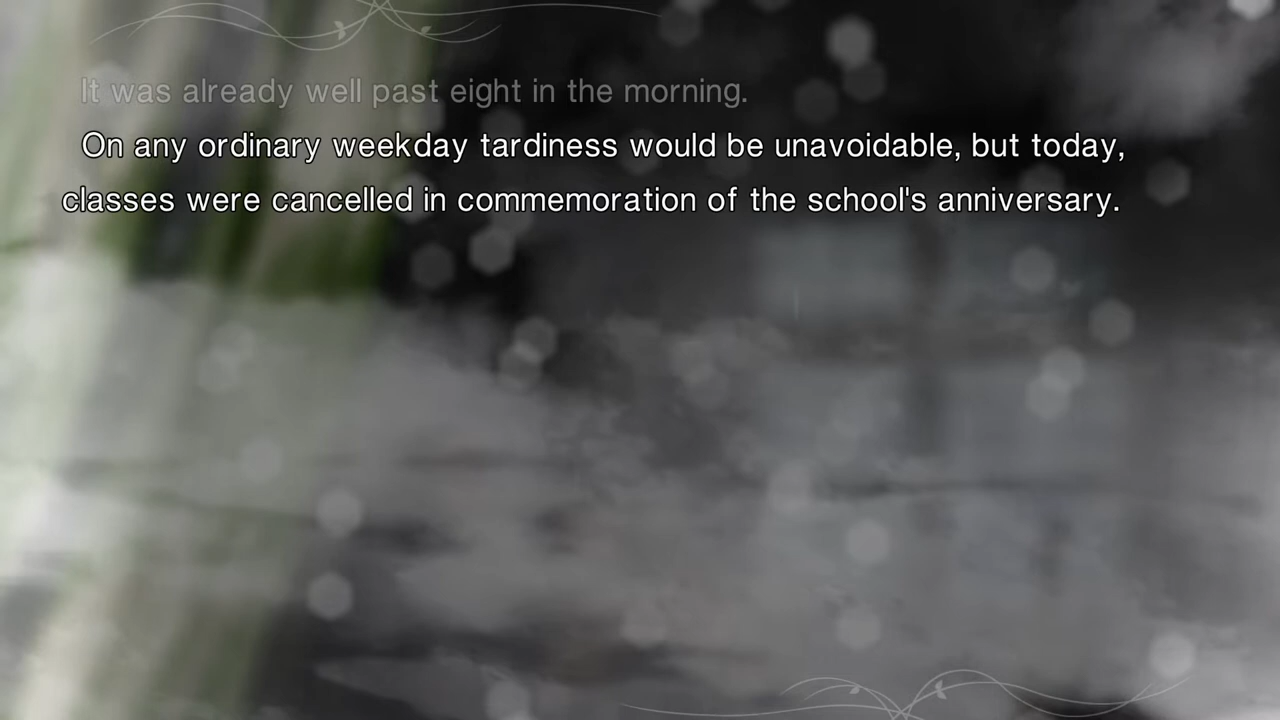 It was already well past eight in the morning.
On any ordinary weekday tardiness would be unavoidable, but today,
classes were cancelled in commemoration of the school's anniversary.